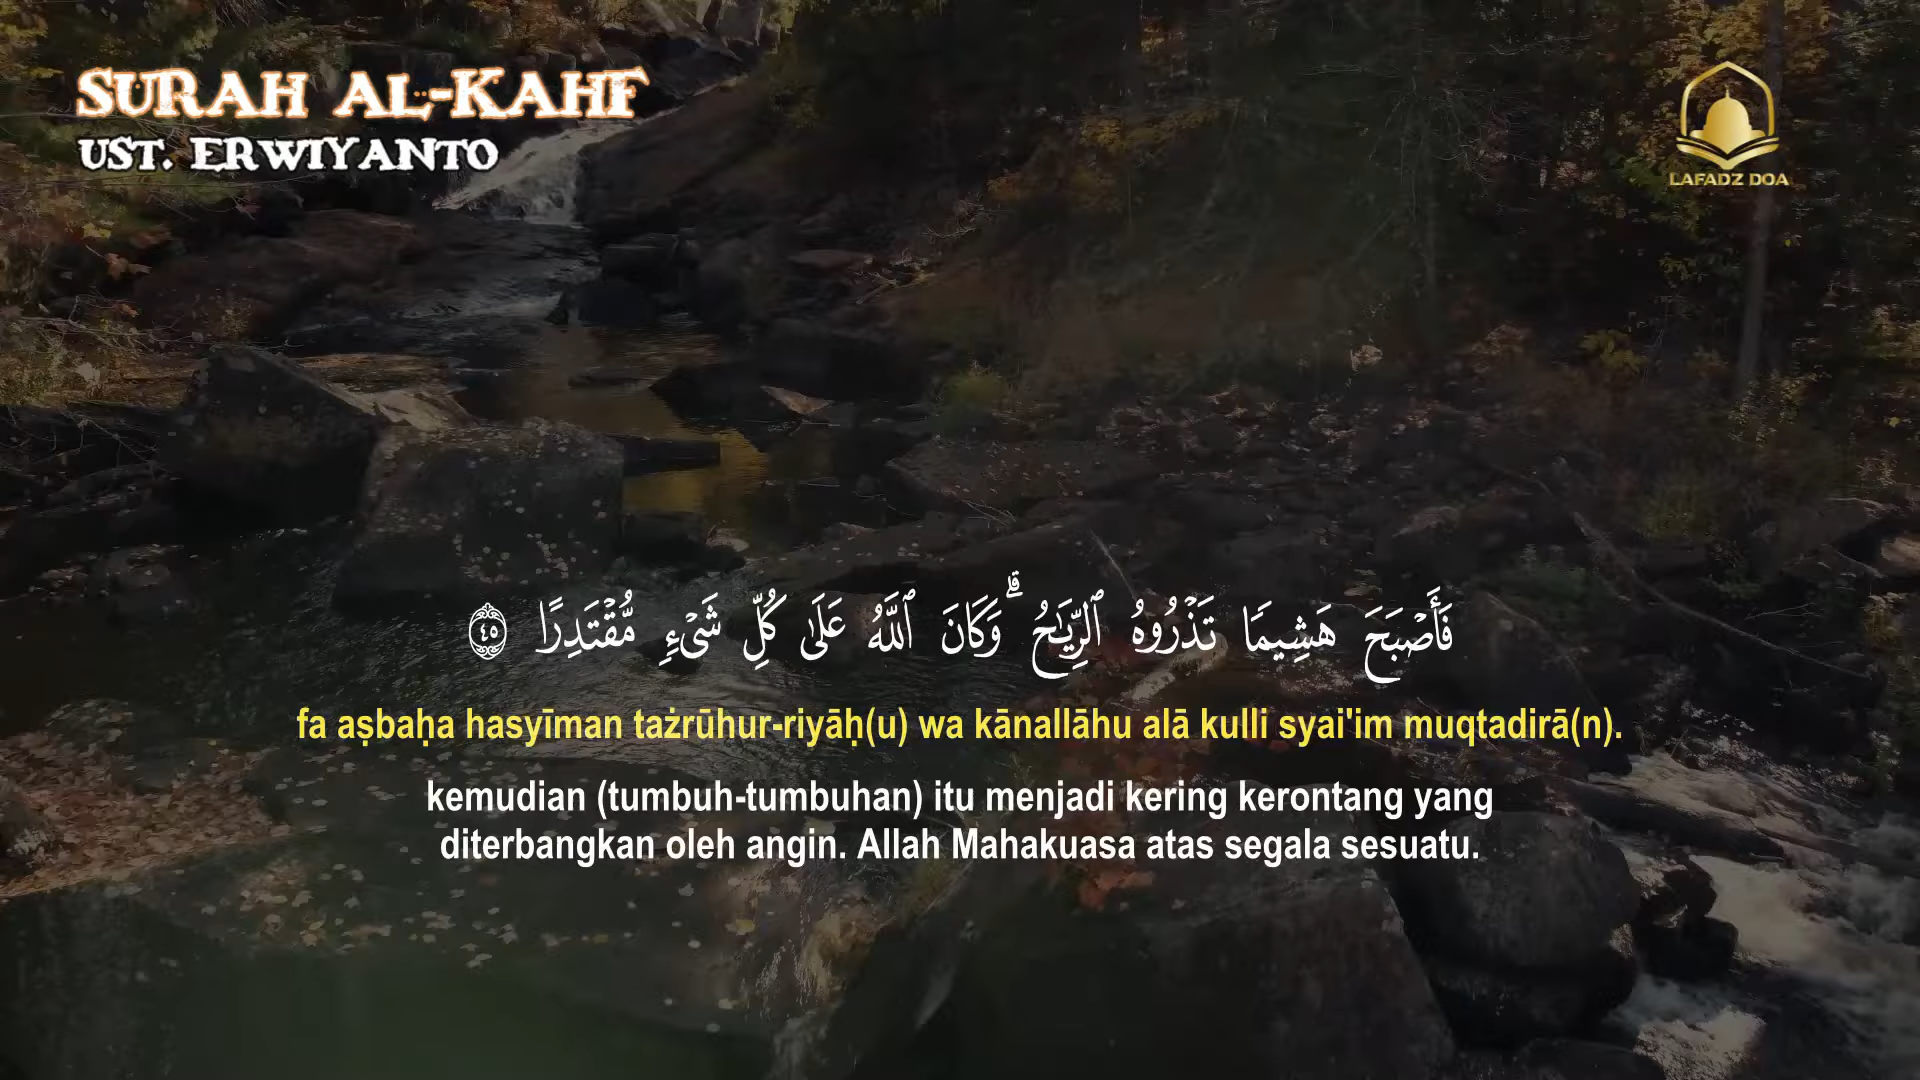 SURAH AL-KAHF
UST. ERWIYANTO
LAFADZ DOA
فَأَصْبَحَ هَشِيمًا تَذْرُوهُ ٱلرِّيَٰحُ ۗ وَكَانَ ٱللَّهُ عَلَىٰ كُلِّ شَىْءٍ مُّقْتَدِرًا ٤٥
fa aṣbaḥa hasyīman tażrūhur-riyāḥ(u) wa kānallāhu alā kulli syai'im muqtadirā(n).
kemudian (tumbuh-tumbuhan) itu menjadi kering kerontang yang
diterbangkan oleh angin. Allah Mahakuasa atas segala sesuatu.